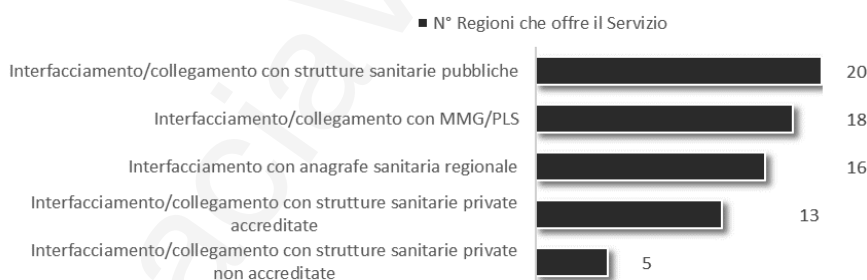 N° Regioni che offre il Servizio
Interfacciamento/collegamento con strutture sanitarie pubbliche 20
Interfacciamento/collegamento con MMG/PLS 18
Interfacciamento con anagrafe sanitaria regionale 16
Interfacciamento/collegamento con strutture sanitarie private
accreditate 13
Interfacciamento/collegamento con strutture sanitarie private
non accreditate 5